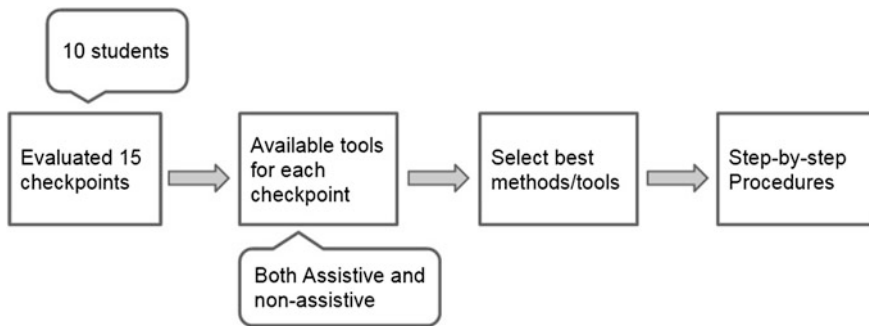 10 students
Evaluated 15
checkpoints
Available tools
for each
checkpoint
Both Assistive and
non-assistive
Select best
methods/tools
Step-by-step
Procedures